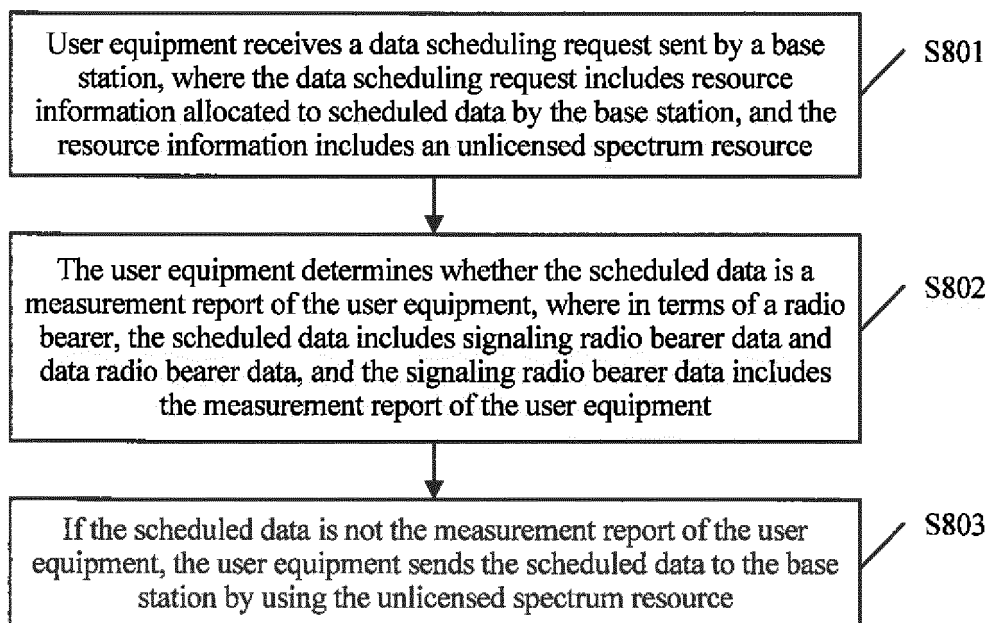 User equipment receives a data scheduling request sent by a base
station, where the data scheduling request includes resource
information allocated to scheduled data by the base station, and the
resource information includes an unlicensed spectrum resource
S801
The user equipment determines whether the scheduled data is a
measurement report of the user equipment, where in terms of a radio
bearer, the scheduled data includes signaling radio bearer data and
data radio bearer data, and the signaling radio bearer data includes
the measurement report of the user equipment
S802
If the scheduled data is not the measurement report of the user
equipment, the user equipment sends the scheduled data to the base
station by using the unlicensed spectrum resource
S803